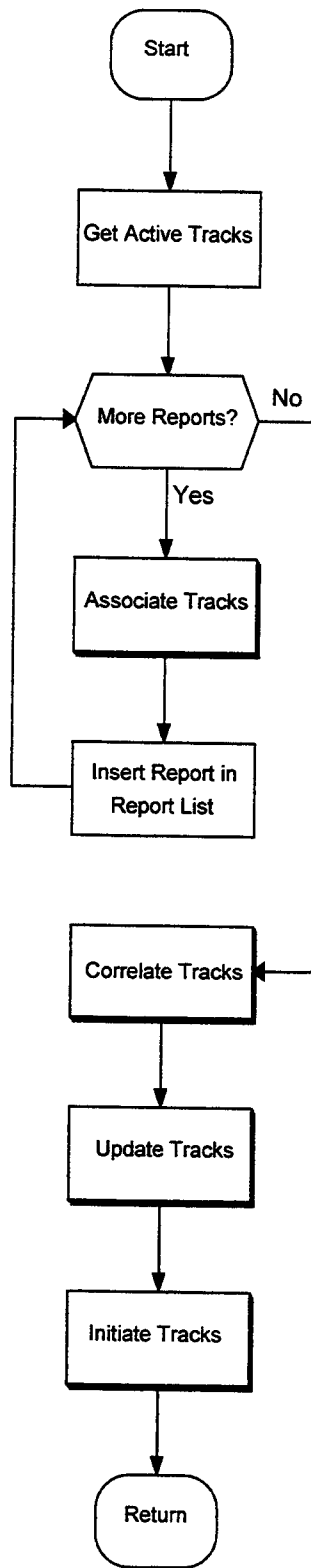 Start
Get Active Tracks
More Reports?
No
Yes
Associate Tracks
Insert Report in
Report List
Correlate Tracks
Update Tracks
Initiate Tracks
Return